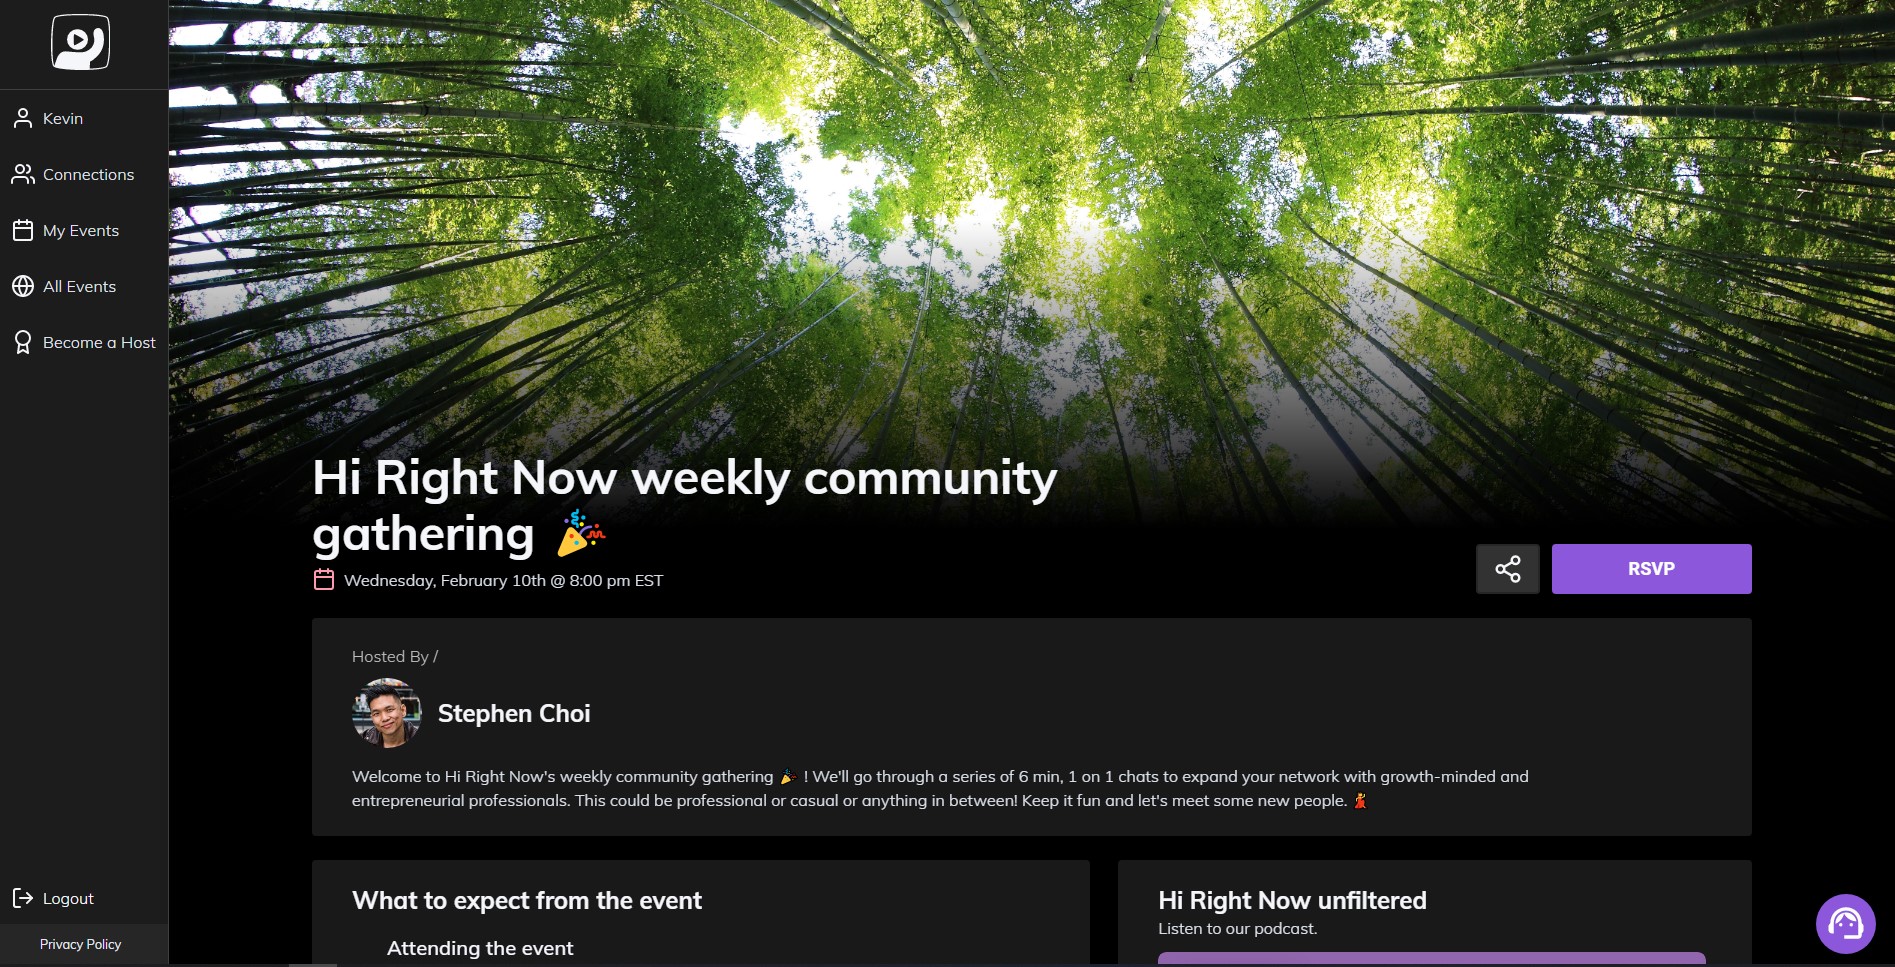 Kevin
Connections
My Events
All Events
Become a Host
Logout
Privacy Policy
Hi Right Now weekly community
gathering 🎉
Wednesday, February 10th @ 8:00 pm EST
RSVP
Hosted By /
Stephen Choi
Welcome to Hi Right Now's weekly community gathering 🎉 ! We'll go through a series of 6 min, 1 on 1 chats to expand your network with growth-minded and
entrepreneurial professionals. This could be professional or casual or anything in between! Keep it fun and let's meet some new people. 💃
What to expect from the event
Attending the event
Hi Right Now unfiltered
Listen to our podcast.